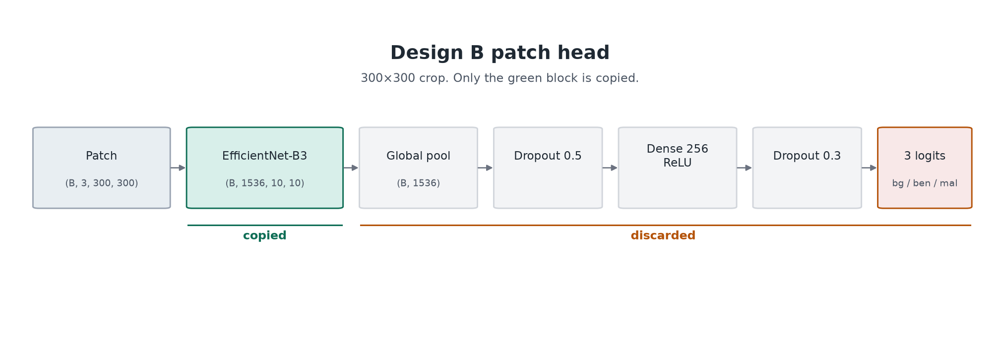 Design B patch head
300×300 crop. Only the green block is copied.
Patch
(B, 3, 300, 300)
EfficientNet-B3
(B, 1536, 10, 10)
Global pool
(B, 1536)
Dropout 0.5
Dense 256
ReLU
Dropout 0.3
3 logits
bg / ben / mal
copied
discarded